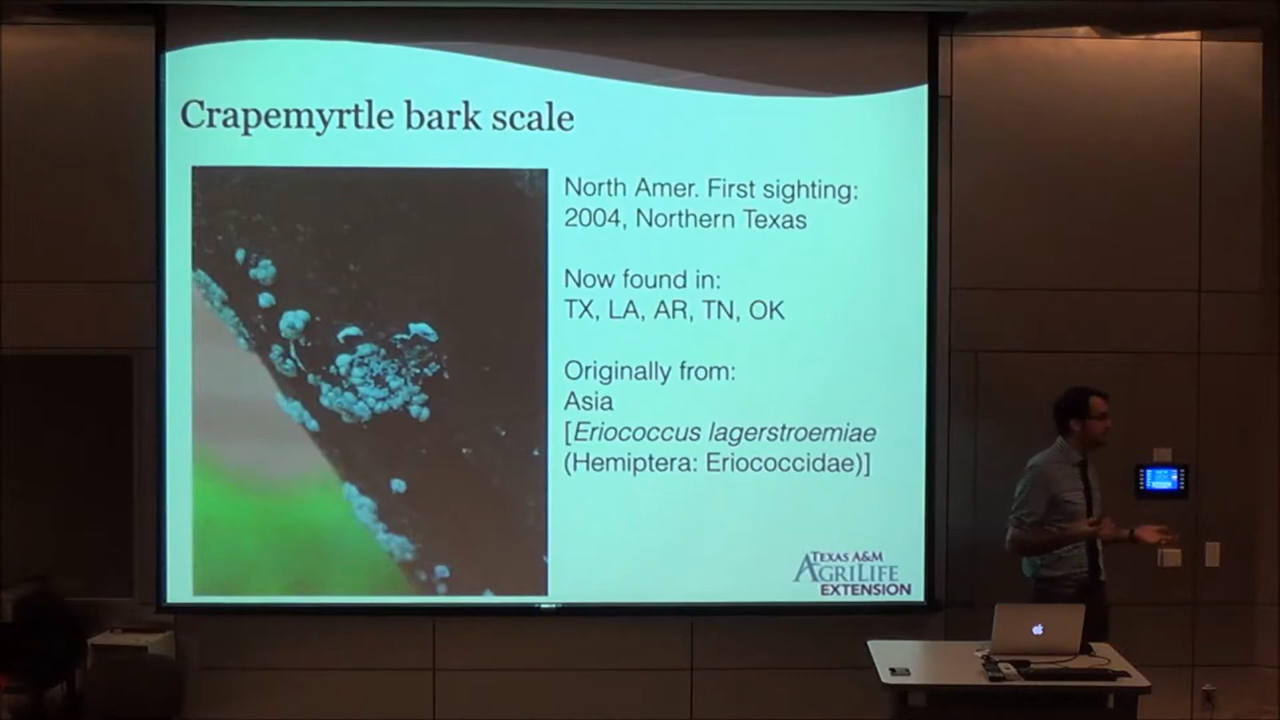 Crapemyrtle bark scale
North Amer. First sighting:
2004, Northern Texas
Now found in:
TX, LA, AR, TN, OK
Originally from:
Asia
[Eriococcus lagerstroemiae
(Hemiptera: Eriococcidae)]
TEXAS A&M
AGRILIFE
EXTENSION